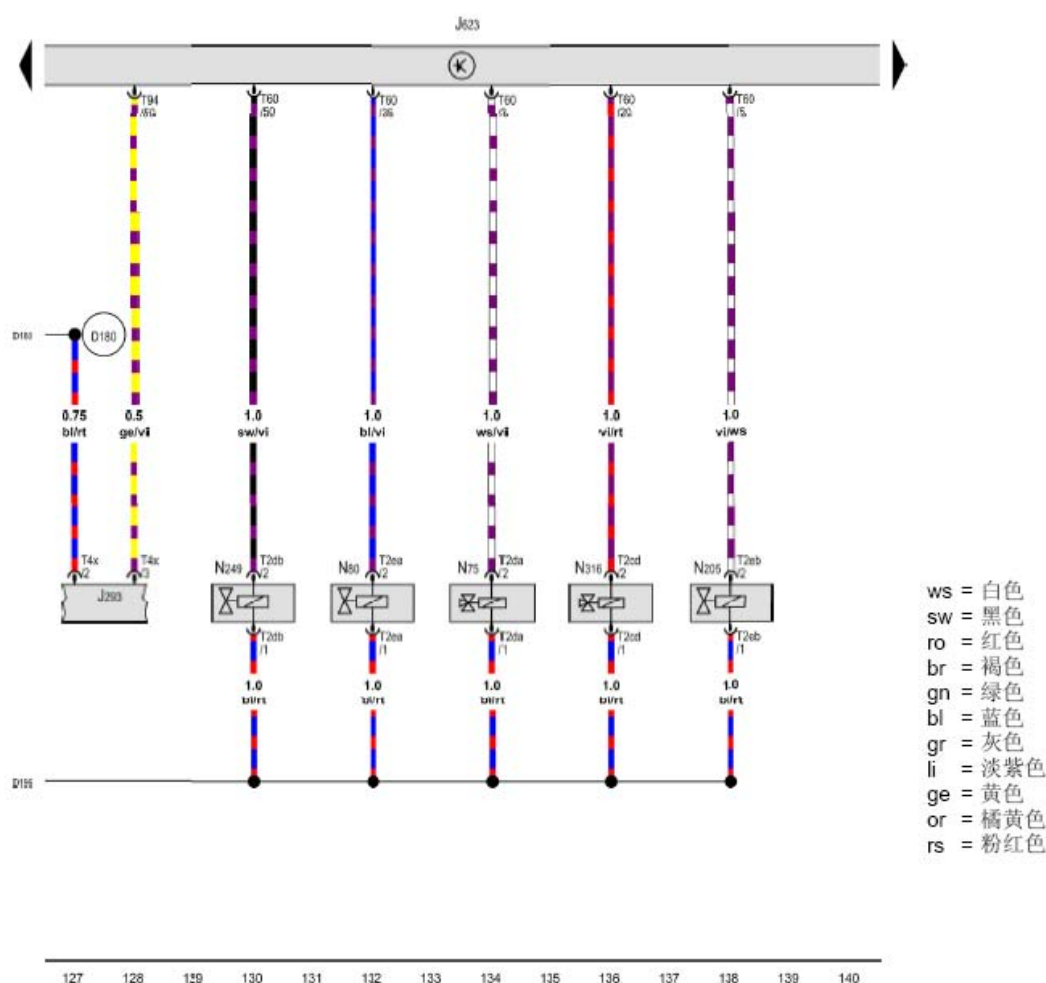 J623
K
T94 T60 T60 T60 T60 T60
/50 /20 /5
D180
0.75 0.5 1.0 1.0 1.0 1.0 1.0
bl/rt ge/vi sw/vi bl/vi ws/vi vi/rt vi/ws
T4x T4x T2db T2ea T2da T2cd T2eb
/2 /3 /2 /2 /2 /2 /2
J293 N249 N80 N75 N316 N205
T2db T2ea T2da T2cd T2eb
/1 /1 /1 /1 /1
1.0 1.0 1.0 1.0 1.0
bl/rt bl/rt bl/rt bl/rt bl/rt
D195
ws = 白色
sw = 黑色
ro = 红色
br = 褐色
gn = 绿色
bl = 蓝色
gr = 灰色
li = 淡紫色
ge = 黄色
or = 橘黄色
rs = 粉红色
127 128 129 130 131 132 133 134 135 136 137 138 139 140